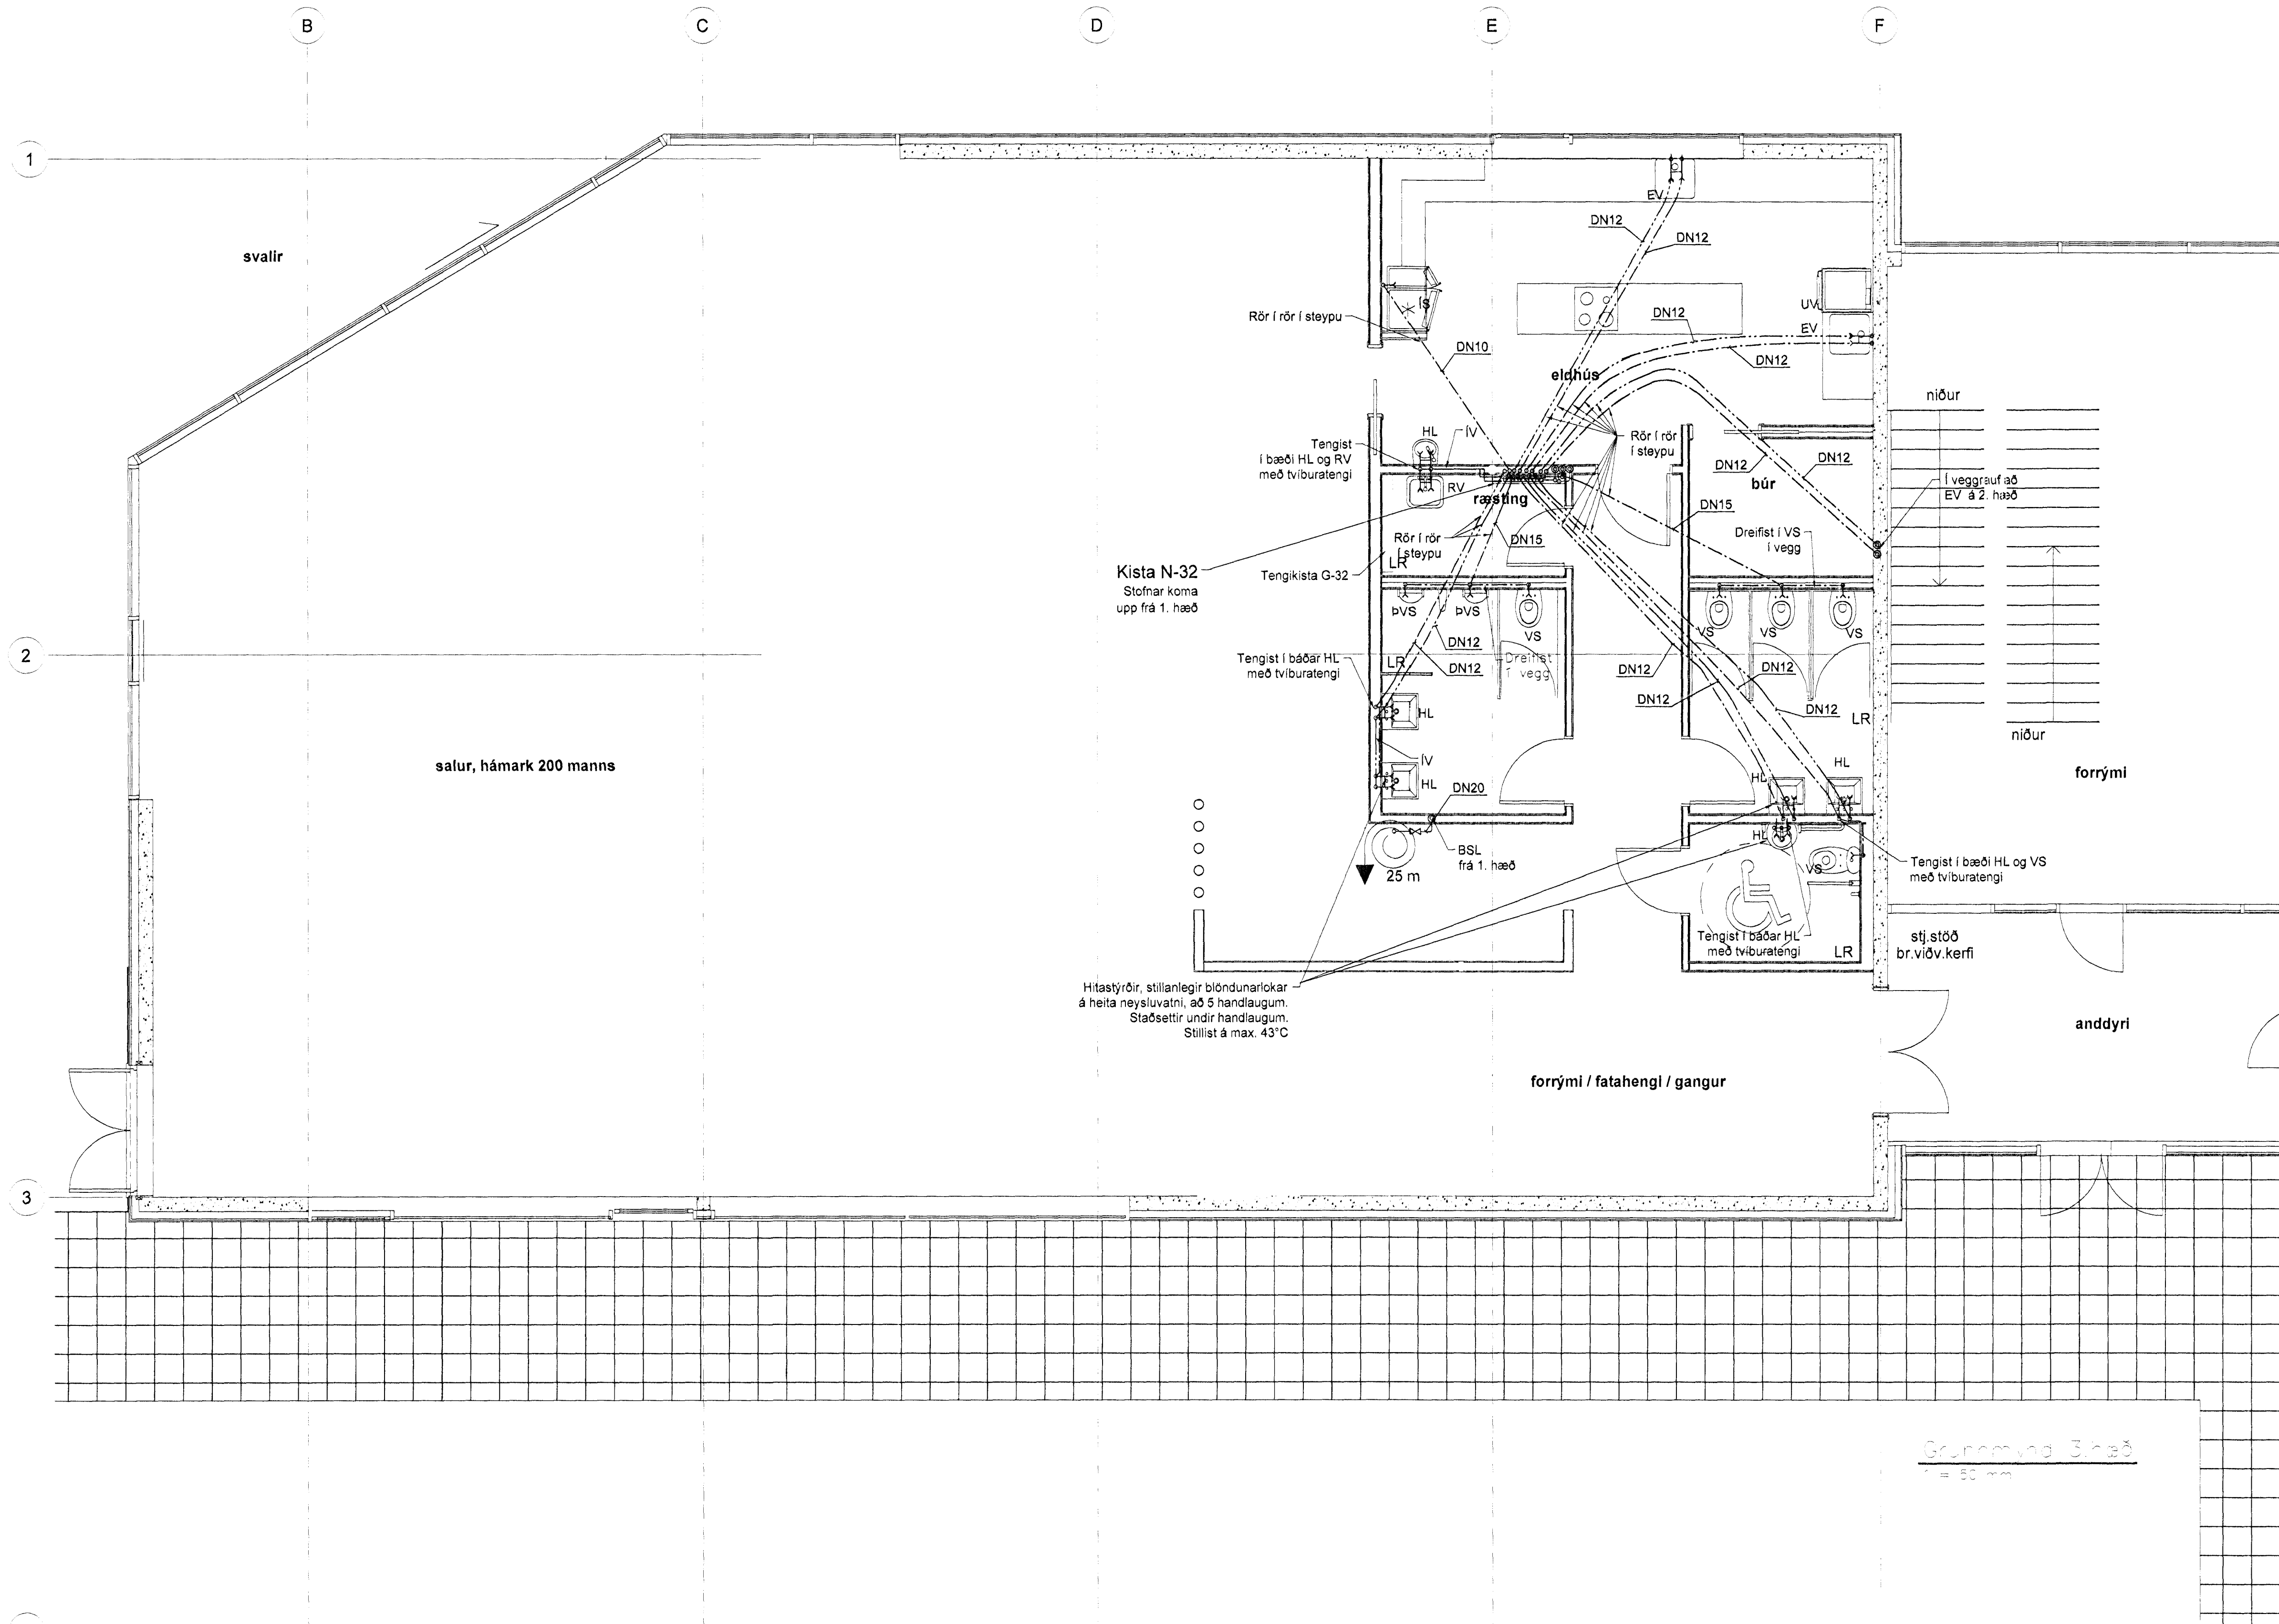 B
C
D
E
F
1
svalir
EV
DN12
DN12
ÍS
Rör í rör í steypu
DN10
DN12
UV
EV
DN12
eldhús
niður
HL
ÍV
Tengist
í bæði HL og RV
með tvíburatengi
Rör í rör
í steypu
DN12
DN12
búr
Í veggrauf að
EV á 2. hæð
RV
ræsting
DN15
Dreifist í VS
í vegg
Rör í rör
í steypu
DN15
LR
Kista N-32
Stofnar koma
upp frá 1. hæð
Tengikista G-32
ÞVS
ÞVS
VS
VS
VS
VS
2
DN12
DN12
LR
Dreifist
í vegg
Tengist í báðar HL
með tvíburatengi
DN12
DN12
DN12
DN12
LR
HL
niður
ÍV
HL
salur, hámark 200 manns
HL
HL
forrými
DN20
BSL
frá 1. hæð
25 m
HL
VS
Tengist í bæði HL og VS
með tvíburatengi
Tengist í báðar HL
með tvíburatengi
LR
stj.stöð
br.viðv.kerfi
Hitastýrðir, stillanlegir blöndunarlokar
á heita neysluvatni, að 5 handlaugum.
Staðsettir undir handlaugum.
Stillist á max. 43°C
anddyri
forrými / fatahengi / gangur
3
Grunnmynd 3.hæð
= 50 mm